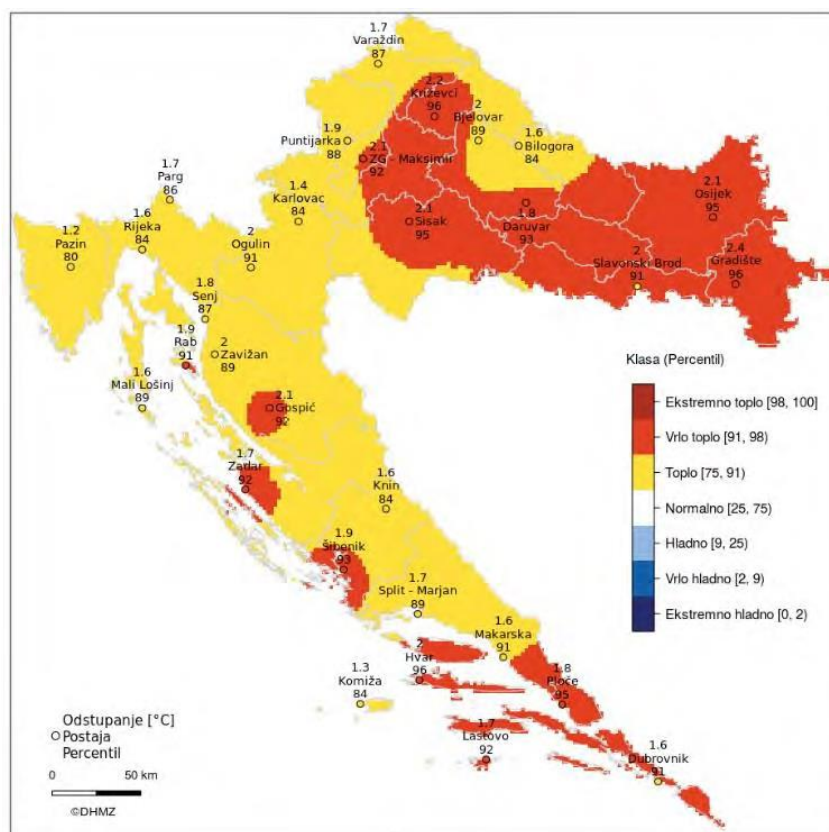 1.7
Varaždin
87
2.2
Križevci
96
2
Bjelovar
89
1.6
Bilogora
84
1.9
Puntijarka
88
2.1
ZG Maksimir
92
1.7
Parg
86
1.4
Karlovac
84
2.1
Sisak
95
1.8
Daruvar
93
2.1
Osijek
95
1.2
Pazin
80
1.6
Rijeka
84
2
Ogulin
91
2
Slavonski Brod
91
2.4
Gradište
96
1.8
Senj
87
1.9
Rab
91
2
Zavižan
89
1.6
Mali Lošinj
89
2.1
Gospić
92
1.7
Zadar
92
1.6
Knin
84
1.9
Šibenik
93
1.7
Split - Marjan
89
1.6
Makarska
91
2
Hvar
96
1.3
Komiža
84
1.8
Ploče
95
1.7
Lastovo
92
1.6
Dubrovnik
91
Klasa (Percentil)
Ekstremno toplo [98, 100]
Vrlo toplo [91, 98)
Toplo [75, 91)
Normalno [25, 75)
Hladno [9, 25)
Vrlo hladno [2, 9)
Ekstremno hladno [0, 2)
Odstupanje [°C]
Postaja
Percentil
0 50 km
©DHMZ